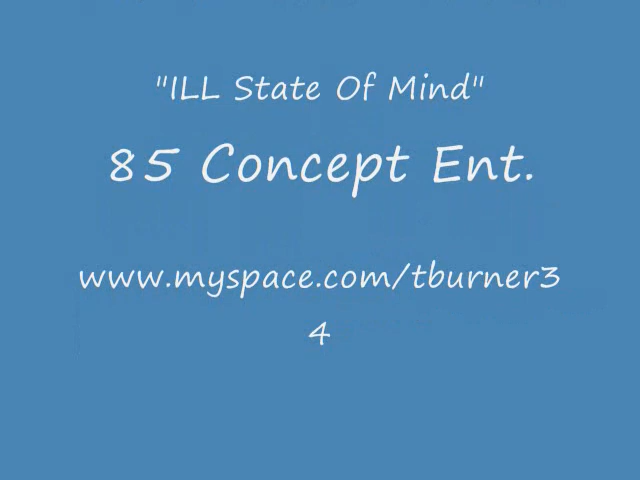 "ILL State Of Mind"
85 Concept Ent.
www.myspace.com/tburner3
4